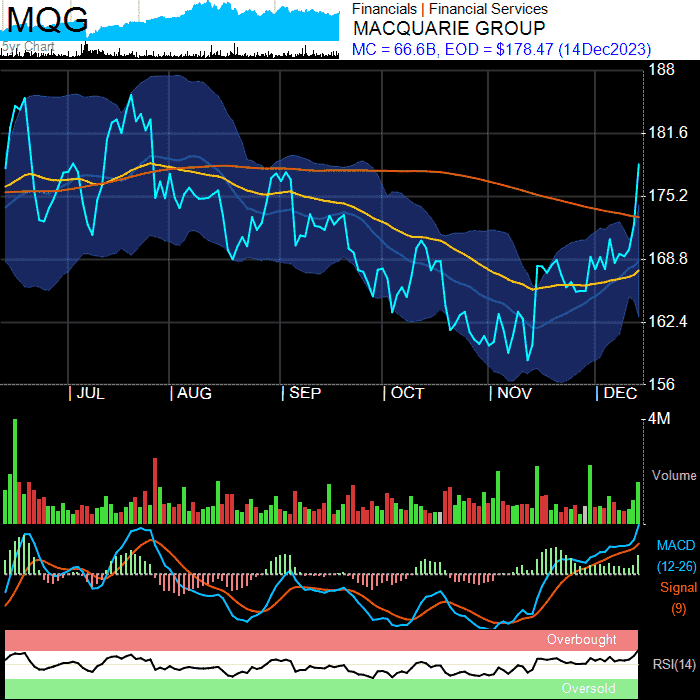 MQG
5yr Chart
Financials | Financial Services
MACQUARIE GROUP
MC = 66.6B, EOD = $178.47 (14Dec2023)
188
181.6
175.2
168.8
162.4
156
JUL
AUG
SEP
OCT
NOV
DEC
4M
Volume
MACD
(12-26)
Signal
(9)
Overbought
RSI(14)
Oversold